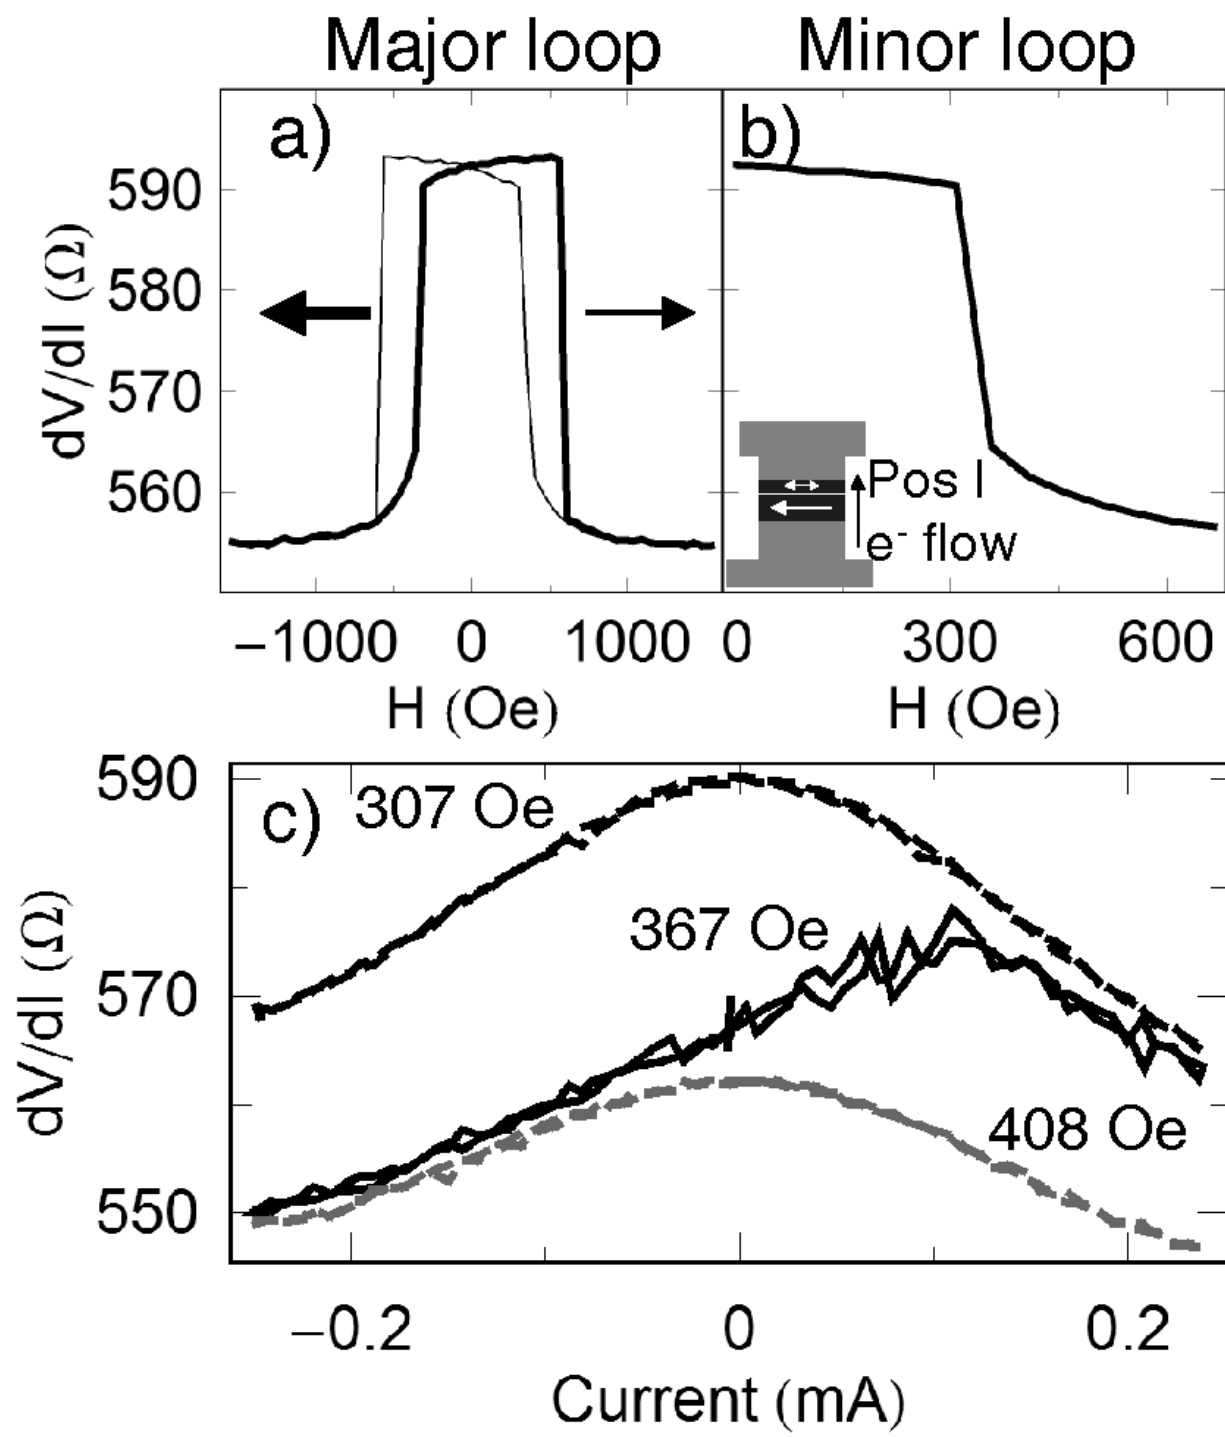 Major loop
Minor loop
a)
b)
590
580
570
560
dV/dI (Ω)
Pos I
e- flow
−1000
0
1000
0
300
600
H (Oe)
H (Oe)
c)
307 Oe
367 Oe
408 Oe
590
570
550
dV/dI (Ω)
−0.2
0
0.2
Current (mA)